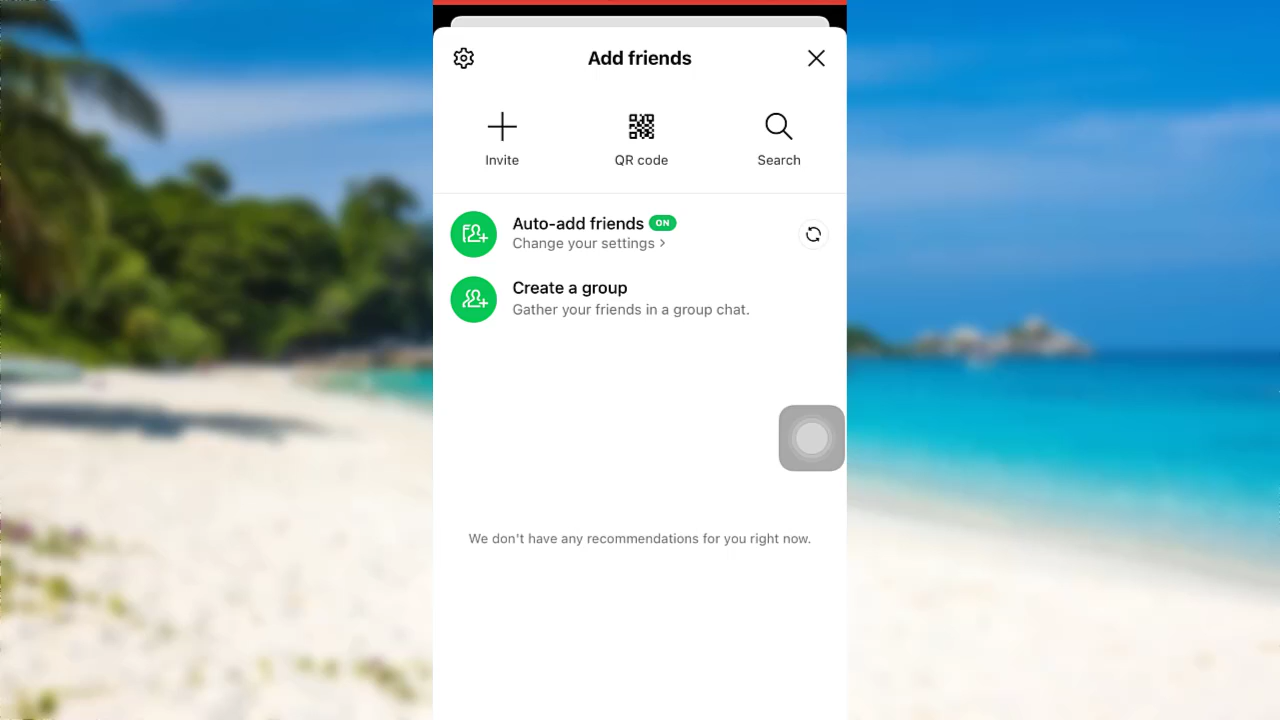 Add friends
Invite
QR code
Search
Auto-add friends ON
Change your settings >
Create a group
Gather your friends in a group chat.
We don't have any recommendations for you right now.